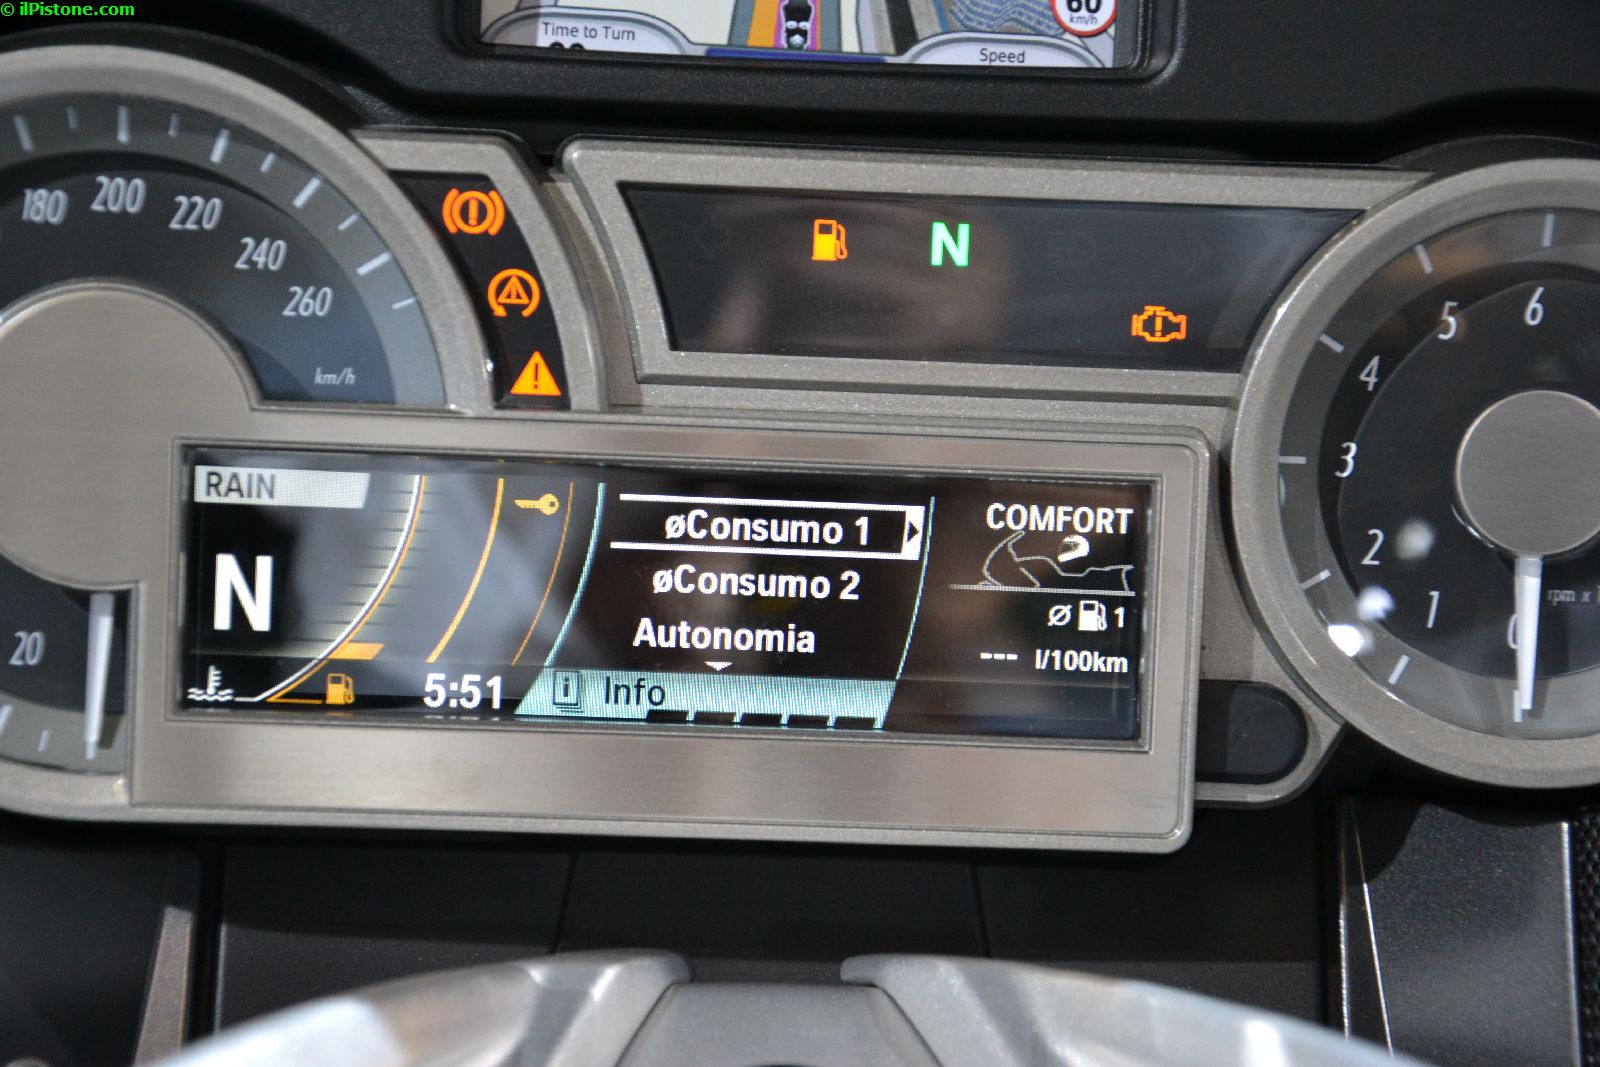 © ilPistone.com
60
km/h
Time to Turn
Speed
180
200
220
240
260
km/h
20
N
RAIN
N
5:51
øConsumo 1
øConsumo 2
Autonomia
i Info
COMFORT
ø 1
--- l/100km
6
5
4
3
2
1
0
rpm x